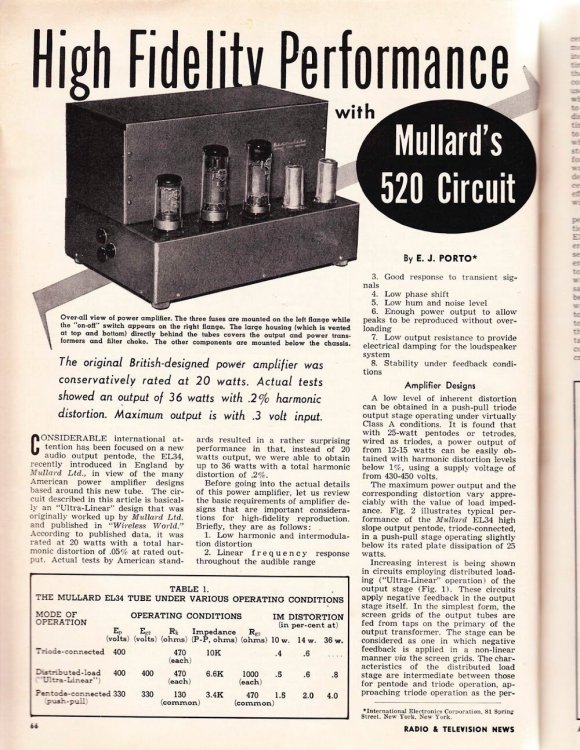 High Fidelity Performance
with
Mullard's
520 Circuit
Over-all view of power amplifier. The three fuses are mounted on the left flange while
the "on-off" switch appears on the right flange. The large housing (which is vented
at top and bottom) directly behind the tubes covers the output and power trans-
formers and filter choke. The other components are mounted below the chassis.
The original British-designed power amplifier was
conservatively rated at 20 watts. Actual tests
showed an output of 36 watts with .2% harmonic
distortion. Maximum output is with .3 volt input.
CONSIDERABLE international at-
tention has been focused on a new
audio output pentode, the EL34,
recently introduced in England by
Mullard Ltd., in view of the many
American power amplifier designs
based around this new tube. The cir-
cuit described in this article is basical-
ly an "Ultra-Linear" design that was
originally worked up by Mullard Ltd.
and published in "Wireless World."
According to published data, it was
rated at 20 watts with a total har-
monic distortion of .05% at rated out-
put. Actual tests by American stand-
ards resulted in a rather surprising
performance in that, instead of 20
watts output, we were able to obtain
up to 36 watts with a total harmonic
distortion of .2%.
Before going into the actual details
of this power amplifier, let us review
the basic requirements of amplifier de-
signs that are important considera-
tions for high-fidelity reproduction.
Briefly, they are as follows:
1. Low harmonic and intermodula-
tion distortion
2. Linear frequency response
throughout the audible range
By E. J. PORTO*
3. Good response to transient sig-
nals
4. Low phase shift
5. Low hum and noise level
6. Enough power output to allow
peaks to be reproduced without over-
loading
7. Low output resistance to provide
electrical damping for the loudspeaker
system
8. Stability under feedback condi-
tions
Amplifier Designs
A low level of inherent distortion
can be obtained in a push-pull triode
output stage operating under virtually
Class A conditions. It is found that
with 25-watt pentodes or tetrodes,
wired as triodes, a power output of
from 12-15 watts can be easily ob-
tained with harmonic distortion levels
below 1%, using a supply voltage of
from 430-450 volts.
The maximum power output and the
corresponding distortion vary appre-
ciably with the value of load imped-
ance. Fig. 2 illustrates typical per-
formance of the Mullard EL34 high
slope output pentode, triode-connected,
in a push-pull stage operating slightly
below its rated plate dissipation of 25
watts.
Increasing interest is being shown
in circuits employing distributed load-
ing ("Ultra-Linear" operation) of the
output stage (Fig. 1). These circuits
apply negative feedback in the output
stage itself. In the simplest form, the
screen grids of the output tubes are
fed from taps on the primary of the
output transformer. The stage can be
considered as one in which negative
feedback is applied in a non-linear
manner via the screen grids. The char-
acteristics of the distributed load
stage are intermediate between those
for pentode and triode operation, ap-
proaching triode operation as the per-
*International Electronics Corporation, 81 Spring
Street, New York, New York.
TABLE 1.
THE MULLARD EL34 TUBE UNDER VARIOUS OPERATING CONDITIONS
MODE OF OPERATING CONDITIONS IM DISTORTION
OPERATION (in per-cent at)
Ep Eg2 Rk Impedance Rg2
(volts) (volts) (ohms) (P-P, ohms) (ohms) 10 w. 14 w. 36 w.
Triode-connected 400 470 10K .4 .6 ....
(each)
Distributed-load 400 400 470 6.6K 1000 .5 .6 .8
("Ultra-Linear") (each) (each)
Pentode-connected 330 330 130 3.4K 470 1.5 2.0 4.0
(push-pull) (common) (common)
66
RADIO & TELEVISION NEWS